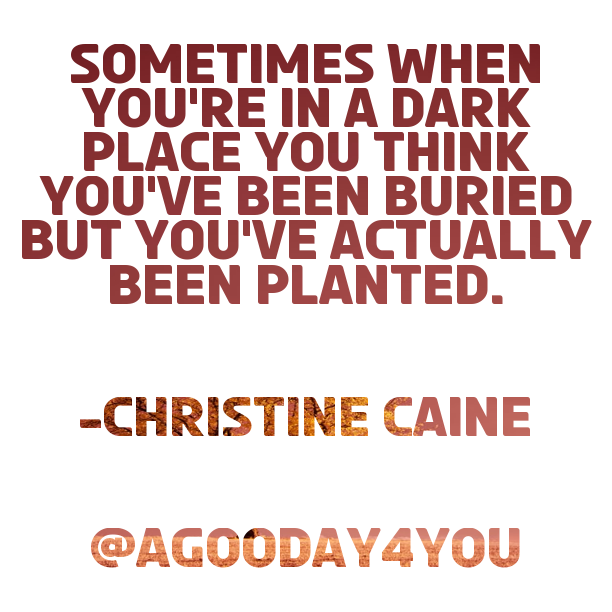 SOMETIMES WHEN
YOU'RE IN A DARK
PLACE YOU THINK
YOU'VE BEEN BURIED
BUT YOU'VE ACTUALLY
BEEN PLANTED.
-CHRISTINE CAINE
@AGOODAY4YOU